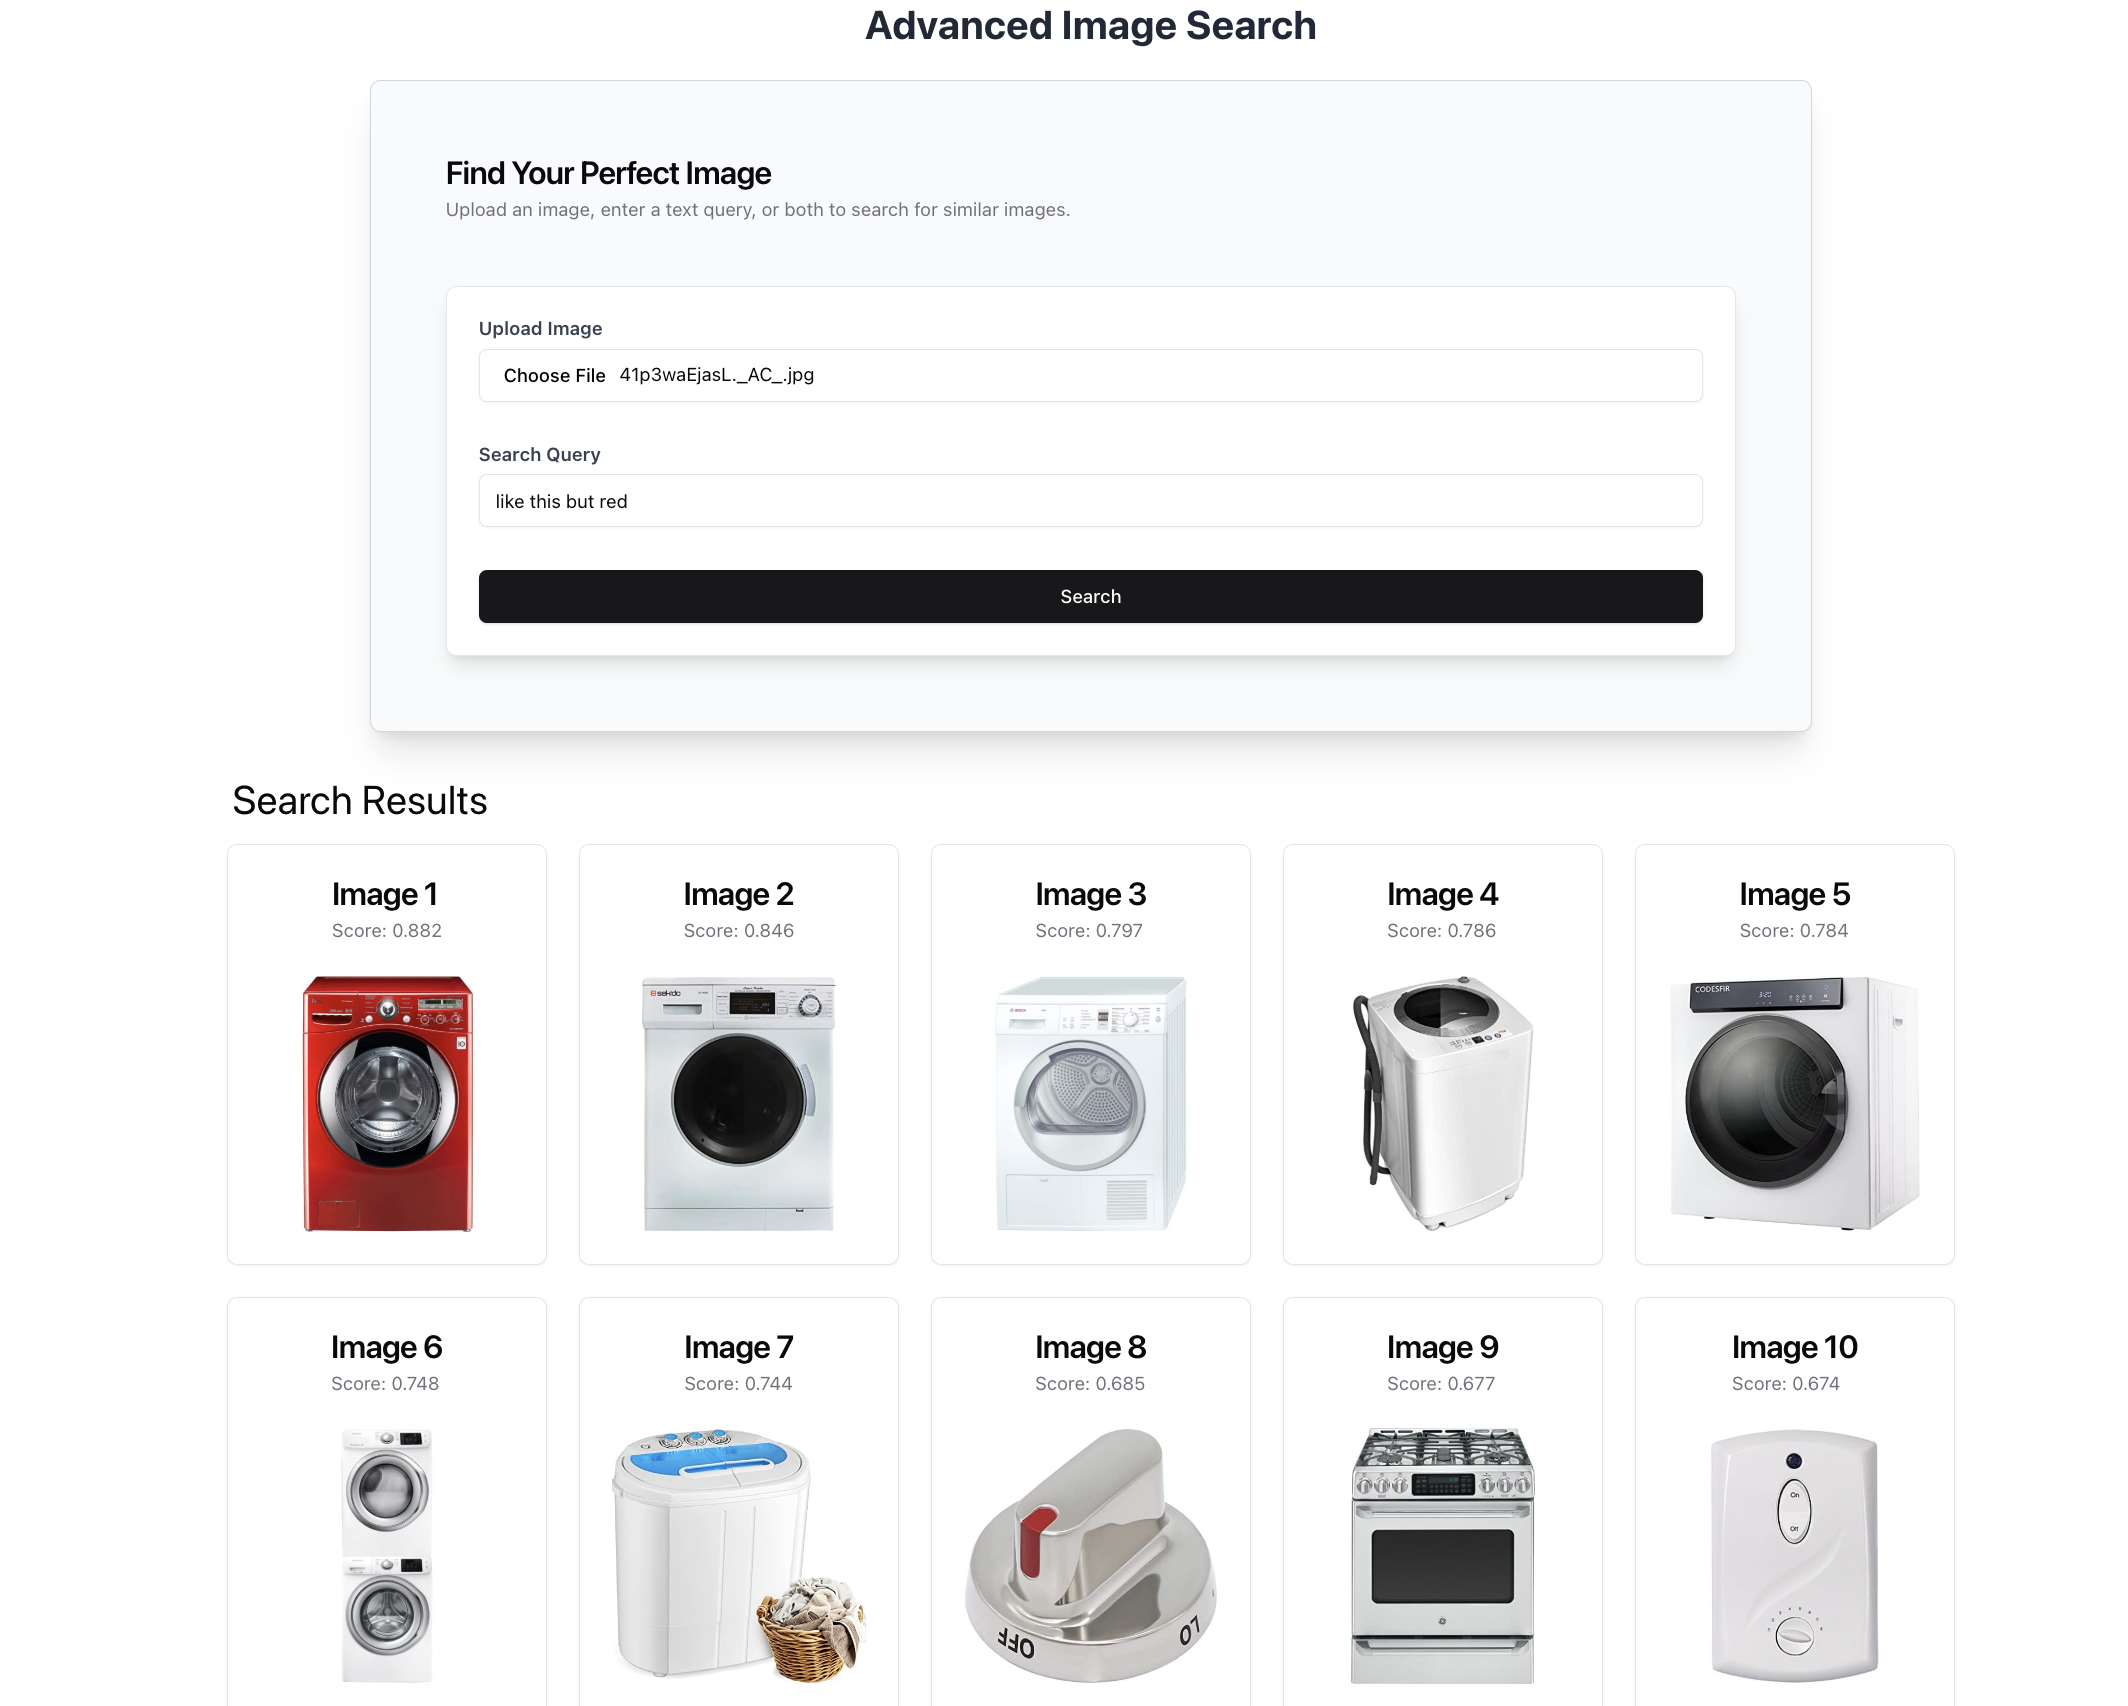 Advanced Image Search
Find Your Perfect Image
Upload an image, enter a text query, or both to search for similar images.
Upload Image
Choose File 41p3waEjasL._AC_.jpg
Search Query
like this but red
Search
Search Results
Image 1
Score: 0.882
Image 2
Score: 0.846
Image 3
Score: 0.797
Image 4
Score: 0.786
Image 5
Score: 0.784
sekido
BOSCH
CODESFIR
3:20
Image 6
Score: 0.748
Image 7
Score: 0.744
Image 8
Score: 0.685
Image 9
Score: 0.677
Image 10
Score: 0.674
OFF
LO
On
Off